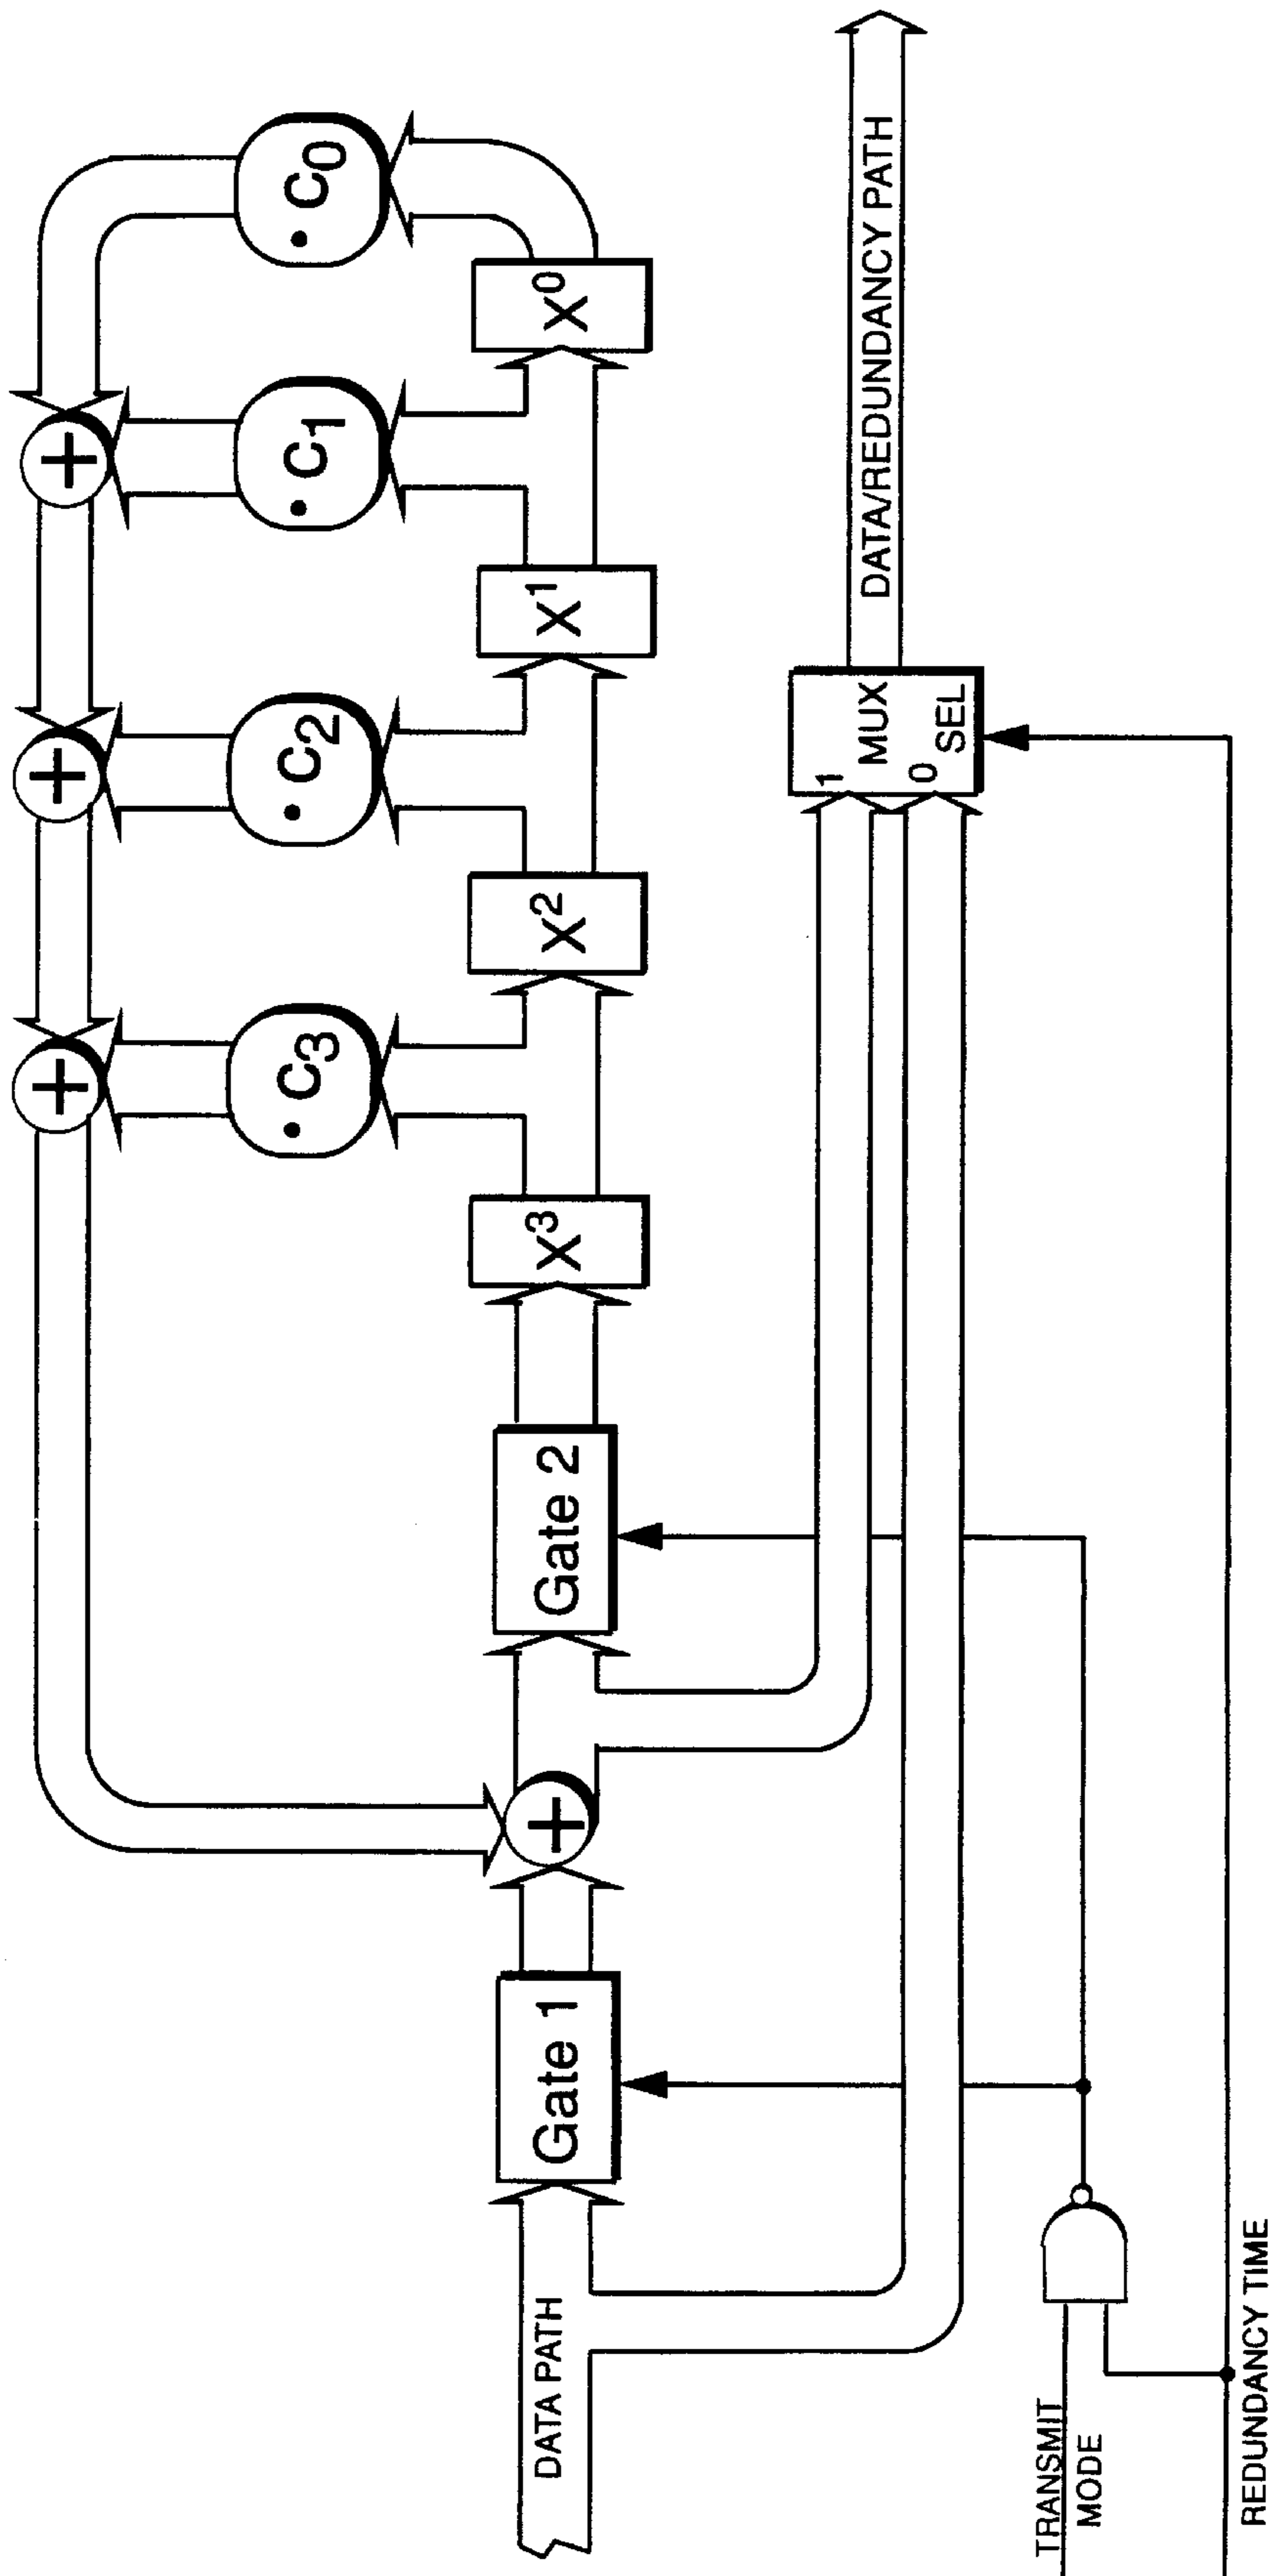 +
+
+
• C3
• C2
• C1
• C0
DATA PATH
Gate 1
+
Gate 2
X³
X²
X¹
X⁰
1
MUX
0
SEL
DATA/REDUNDANCY PATH
TRANSMIT
MODE
REDUNDANCY TIME